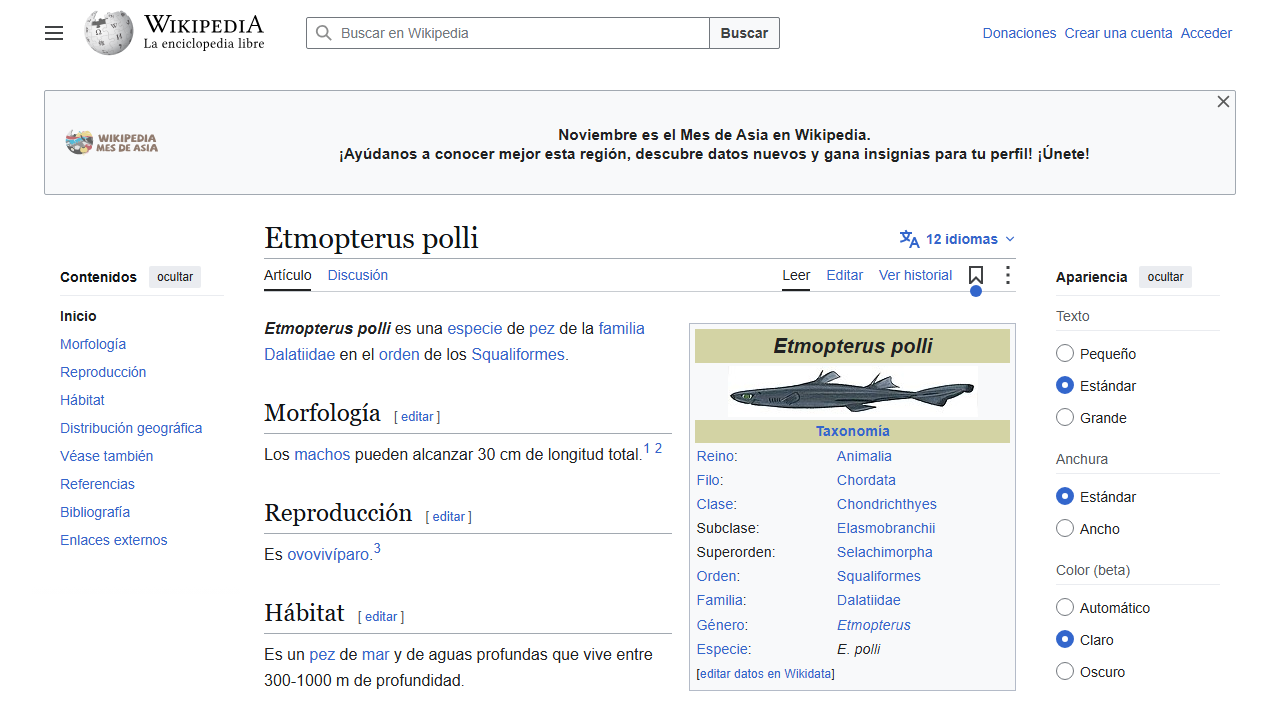 WIKIPEDIA
La enciclopedia libre
Buscar en Wikipedia
Buscar
Donaciones Crear una cuenta Acceder
WIKIPEDIA
MES DE ASIA
Noviembre es el Mes de Asia en Wikipedia.
¡Ayúdanos a conocer mejor esta región, descubre datos nuevos y gana insignias para tu perfil! ¡Únete!
Contenidos ocultar
Inicio
Morfología
Reproducción
Hábitat
Distribución geográfica
Véase también
Referencias
Bibliografía
Enlaces externos
Etmopterus polli
12 idiomas
Artículo Discusión
Leer Editar Ver historial
Etmopterus polli es una especie de pez de la familia
Dalatiidae en el orden de los Squaliformes.
Morfología [ editar ]
Los machos pueden alcanzar 30 cm de longitud total.1 2
Reproducción [ editar ]
Es ovovivíparo.3
Hábitat [ editar ]
Es un pez de mar y de aguas profundas que vive entre
300-1000 m de profundidad.
Etmopterus polli
Taxonomía
Reino: Animalia
Filo: Chordata
Clase: Chondrichthyes
Subclase: Elasmobranchii
Superorden: Selachimorpha
Orden: Squaliformes
Familia: Dalatiidae
Género: Etmopterus
Especie: E. polli
[editar datos en Wikidata]
Apariencia ocultar
Texto
Pequeño
Estándar
Grande
Anchura
Estándar
Ancho
Color (beta)
Automático
Claro
Oscuro